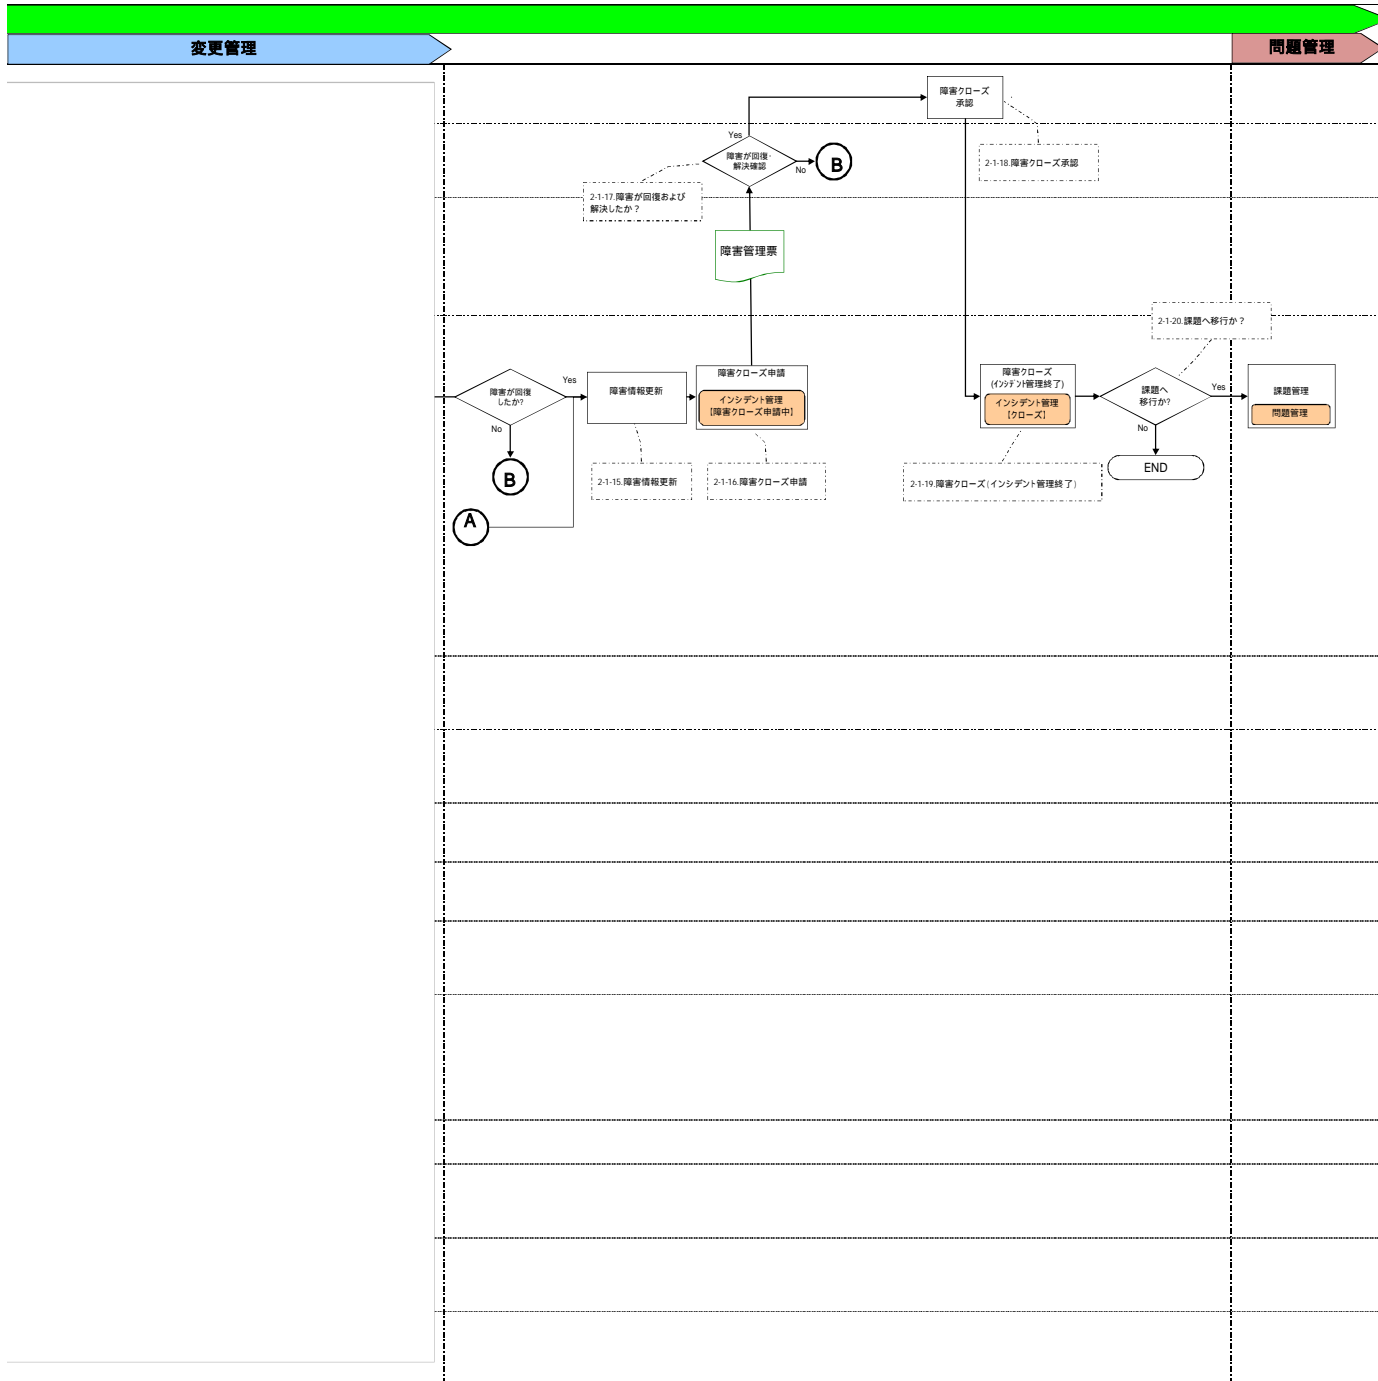 変更管理
問題管理
障害クローズ
承認
Yes
障害が回復・
解決確認
No
B
2-1-18.障害クローズ承認
2-1-17.障害が回復および
解決したか？
障害管理票
2-1-20.課題へ移行か？
障害が回復
したか?
Yes
No
B
A
障害情報更新
障害クローズ申請
インシデント管理
【障害クローズ申請中】
2-1-15.障害情報更新
2-1-16.障害クローズ申請
障害クローズ
(インシデント管理終了)
インシデント管理
【クローズ】
2-1-19.障害クローズ(インシデント管理終了)
課題へ
移行か?
Yes
No
END
課題管理
問題管理